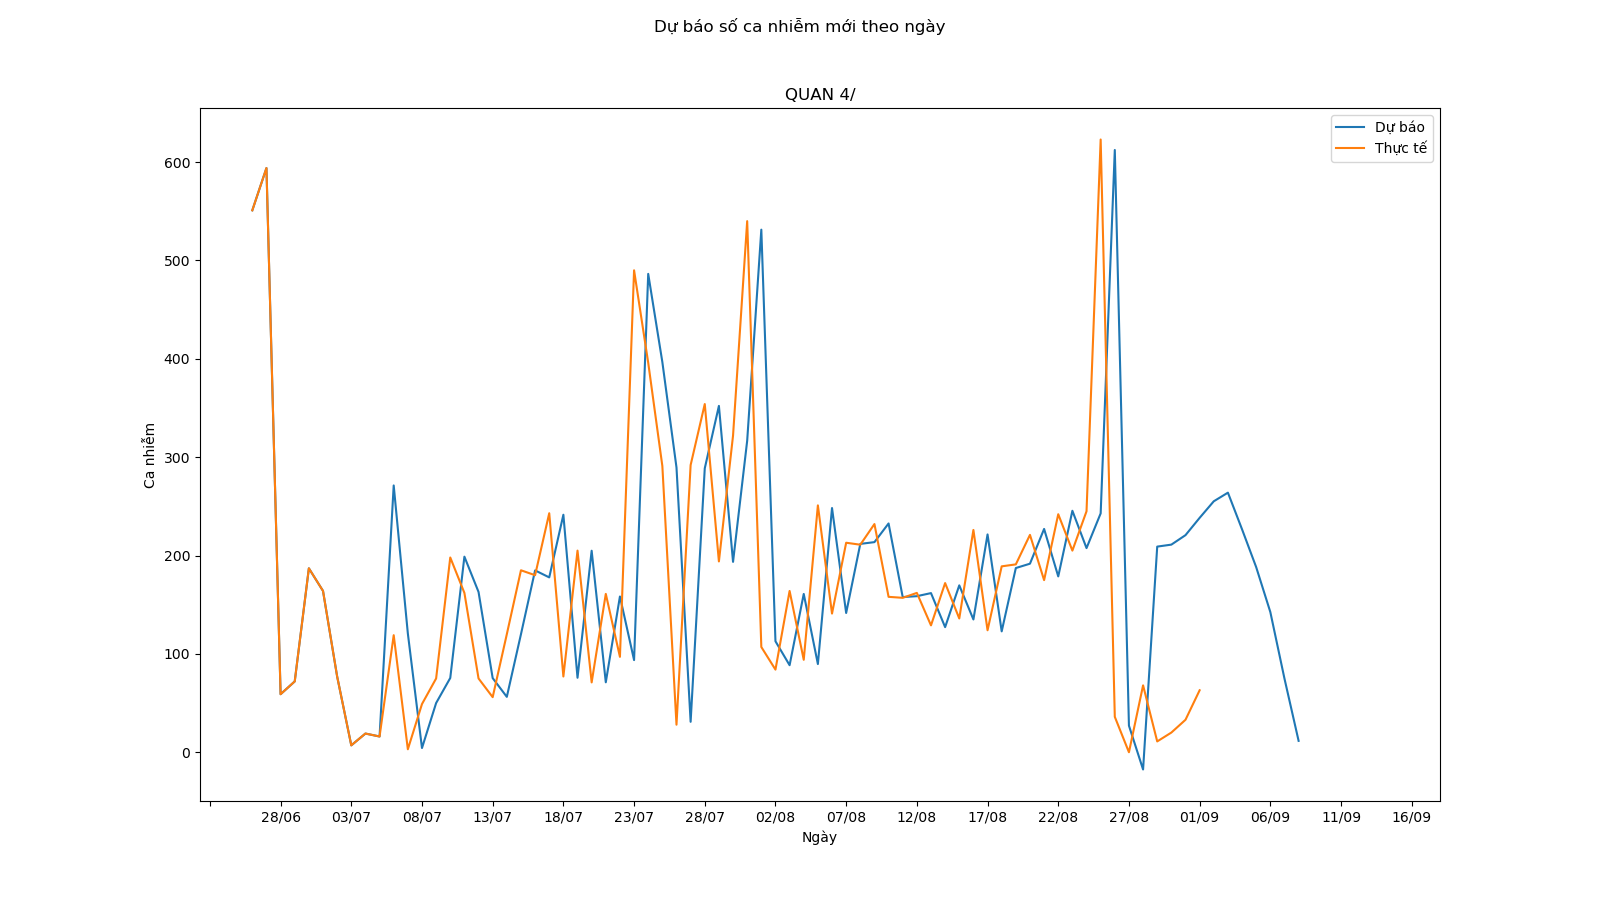 Dự báo số ca nhiễm mới theo ngày
QUAN 4/
Dự báo
Thực tế
600
500
400
300
200
100
0
Ca nhiễm
28/06 03/07 08/07 13/07 18/07 23/07 28/07 02/08 07/08 12/08 17/08 22/08 27/08 01/09 06/09 11/09 16/09
Ngày